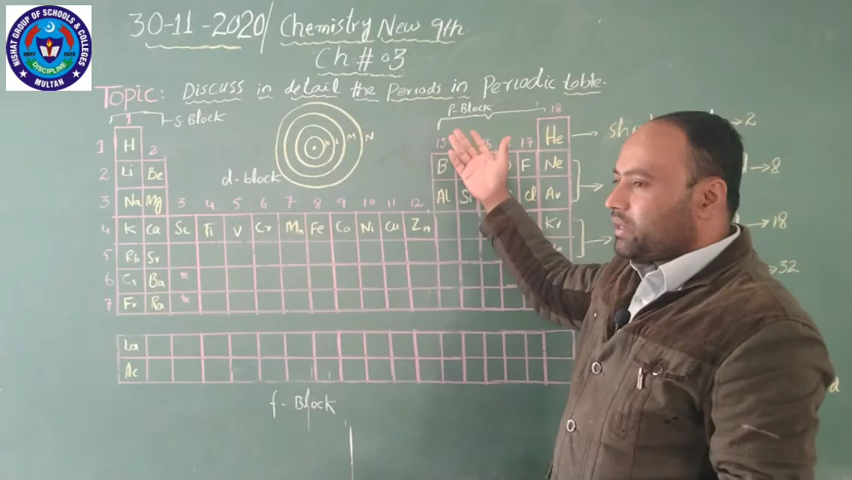 NISHAT GROUP OF SCHOOLS & COLLEGES
UNITY FAITH
DISCIPLINE
MULTAN
30-11-2020/ Chemistry New 9th
Ch # 03
Topic: Discuss in detail the Periods in Periodic table.
1 S Block P-Block 18
K L M N
d-block
1 H 13 17 He 2
2 Li Be 2 B F Ne 8
3 Na Mg 3 4 5 6 7 8 9 10 11 12 Al Si Cl Ar
4 K Ca Sc Ti V Cr Mn Fe Co Ni Cu Zn Kr 18
5 Rb Sr 32
6 Cs Ba *
7 Fr Ra *
La
Ac
f-Block